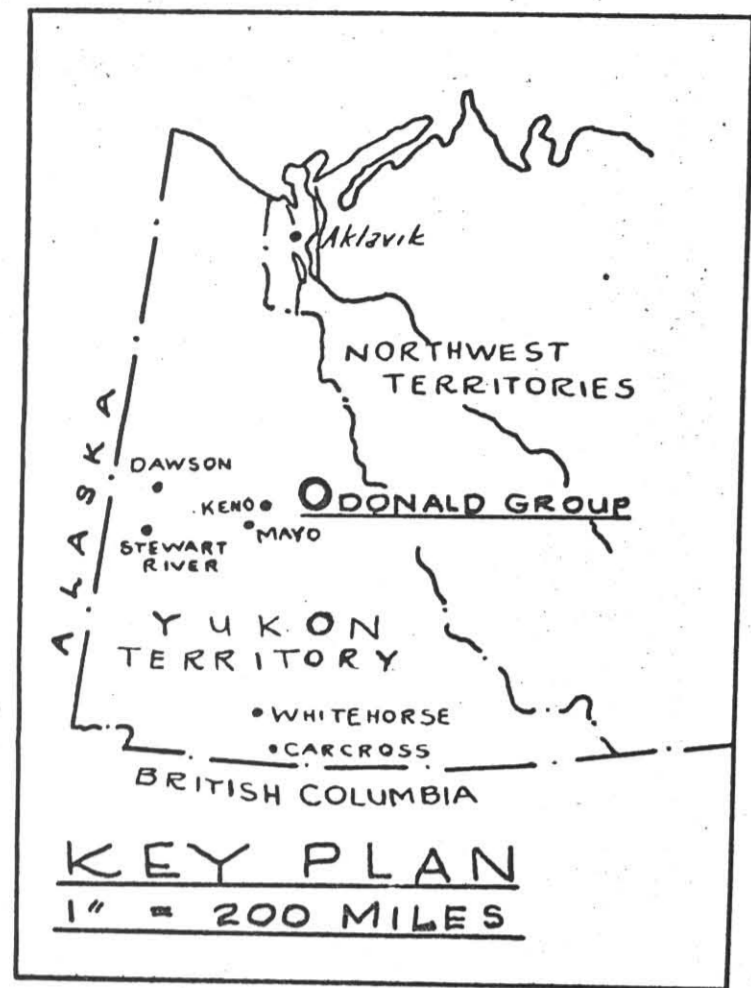 Aklavik
NORTHWEST
TERRITORIES
ALASKA
DAWSON
KENO
DONALD GROUP
MAYO
STEWART
RIVER
YUKON
TERRITORY
WHITEHORSE
CARCROSS
BRITISH COLUMBIA
KEY PLAN
1" = 200 MILES